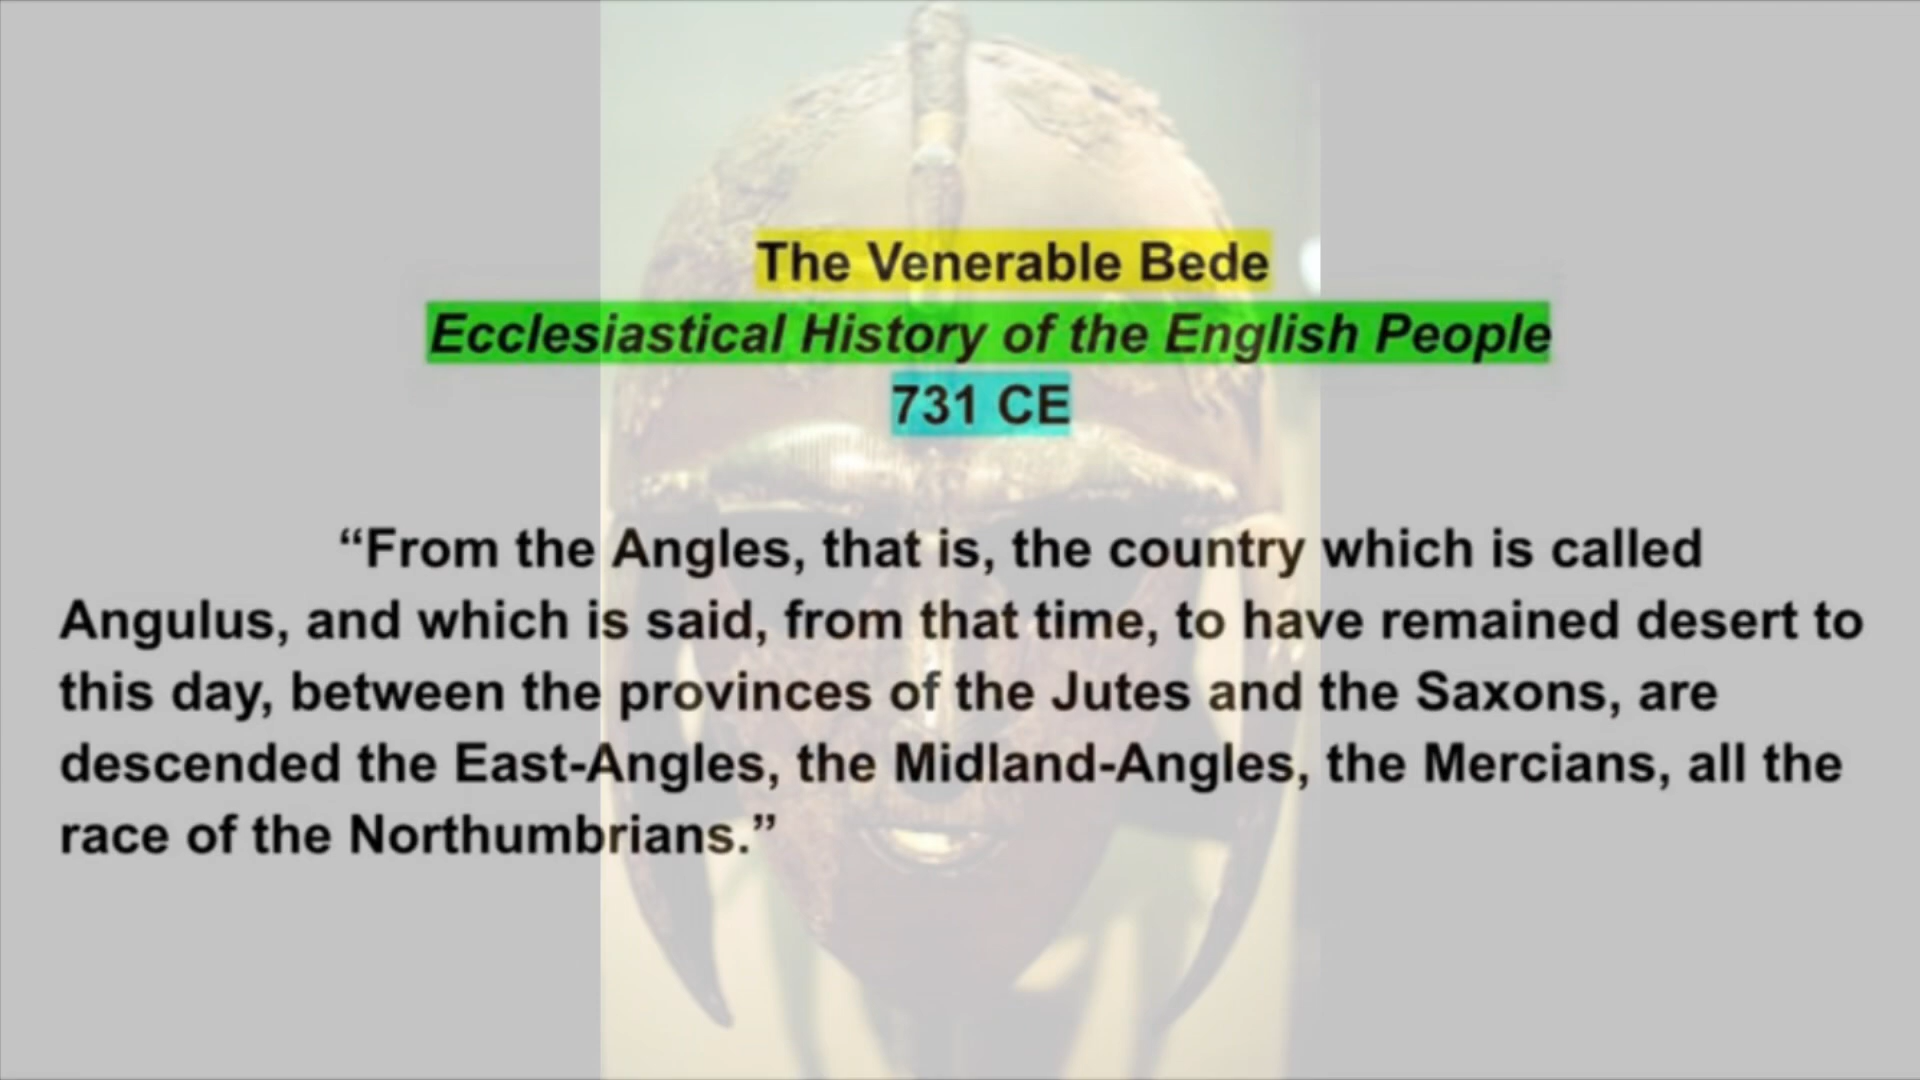 The Venerable Bede
Ecclesiastical History of the English People
731 CE
“From the Angles, that is, the country which is called
Angulus, and which is said, from that time, to have remained desert to
this day, between the provinces of the Jutes and the Saxons, are
descended the East-Angles, the Midland-Angles, the Mercians, all the
race of the Northumbrians.”